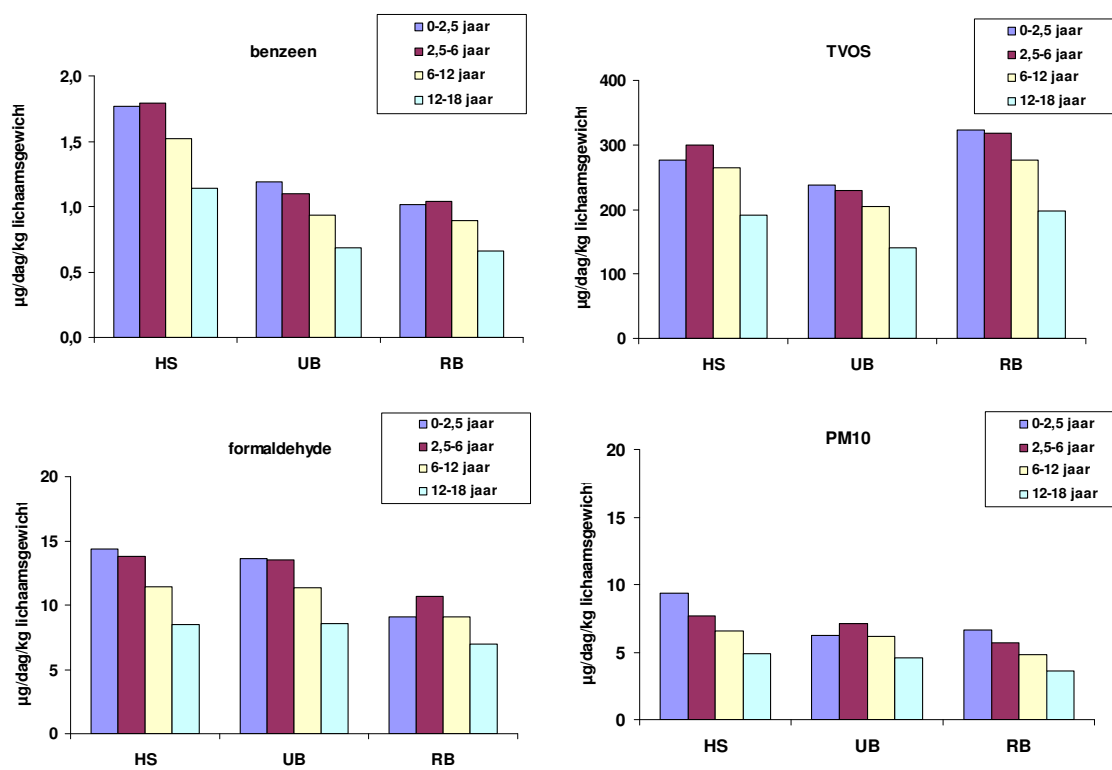 benzeen
0-2,5 jaar
2,5-6 jaar
6-12 jaar
12-18 jaar
µg/dag/kg lichaamsgewicht
2,0
1,5
1,0
0,5
0,0
HS UB RB
TVOS
0-2,5 jaar
2,5-6 jaar
6-12 jaar
12-18 jaar
µg/dag/kg lichaamsgewicht
400
300
200
100
0
HS UB RB
formaldehyde
0-2,5 jaar
2,5-6 jaar
6-12 jaar
12-18 jaar
µg/dag/kg lichaamsgewicht
20
15
10
5
0
HS UB RB
PM10
0-2,5 jaar
2,5-6 jaar
6-12 jaar
12-18 jaar
µg/dag/kg lichaamsgewicht
20
15
10
5
0
HS UB RB